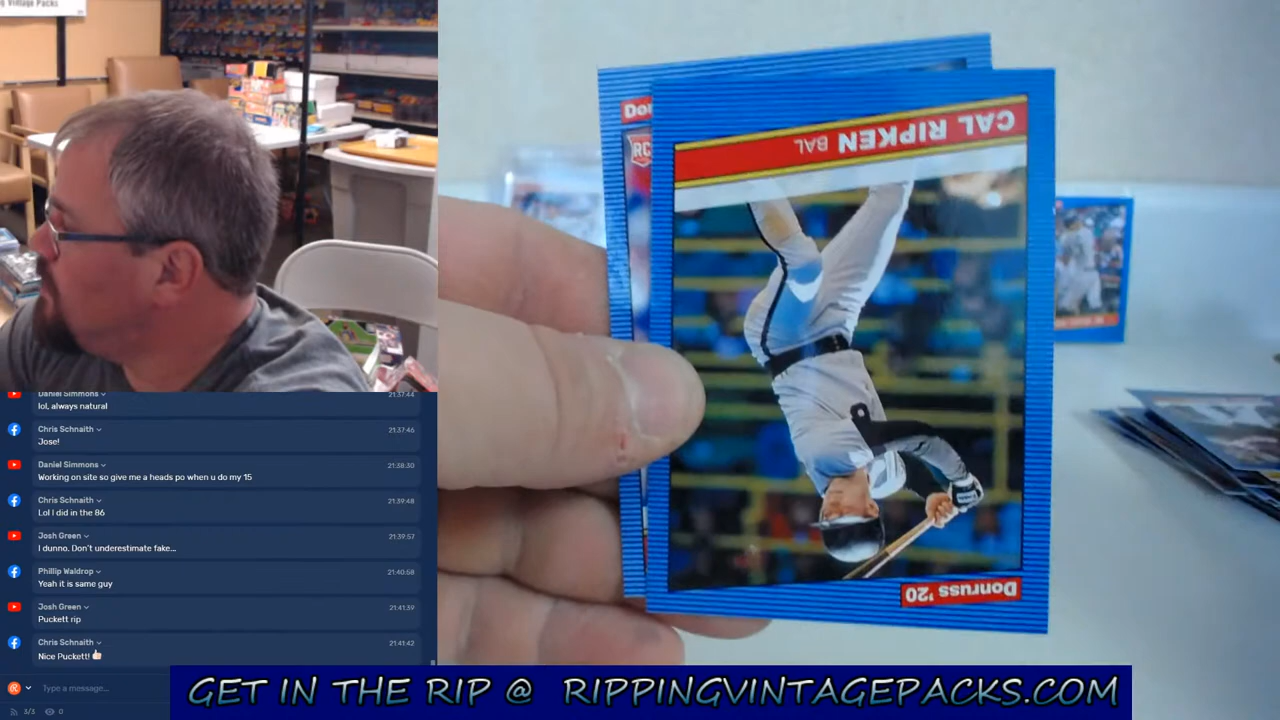 g Vintage Packs
Daniel Simmons 21:37:44
lol, always natural
Chris Schnaith 21:37:46
Jose!
Daniel Simmons 21:38:30
Working on site so give me a heads po when u do my 15
Chris Schnaith 21:39:48
Lol I did in the 86
Josh Green 21:39:57
I dunno. Don't underestimate fake...
Phillip Waldrop 21:40:58
Yeah it is same guy
Josh Green 21:41:39
Puckett rip
Chris Schnaith 21:41:42
Nice Puckett! 👍🏻
Type a message...
3/3 0
Do
RC
CAL RIPKEN BAL
8
Donruss '20
GET IN THE RIP @ RIPPINGVINTAGEPACKS.COM